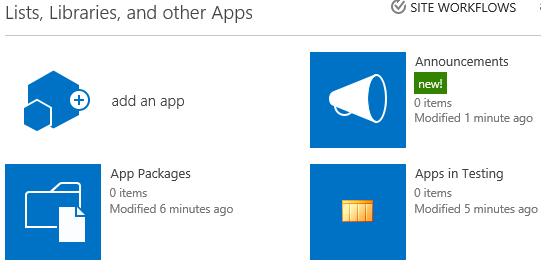 Lists, Libraries, and other Apps
SITE WORKFLOWS
add an app
Announcements
new!
0 items
Modified 1 minute ago
App Packages
0 items
Modified 6 minutes ago
Apps in Testing
0 items
Modified 5 minutes ago